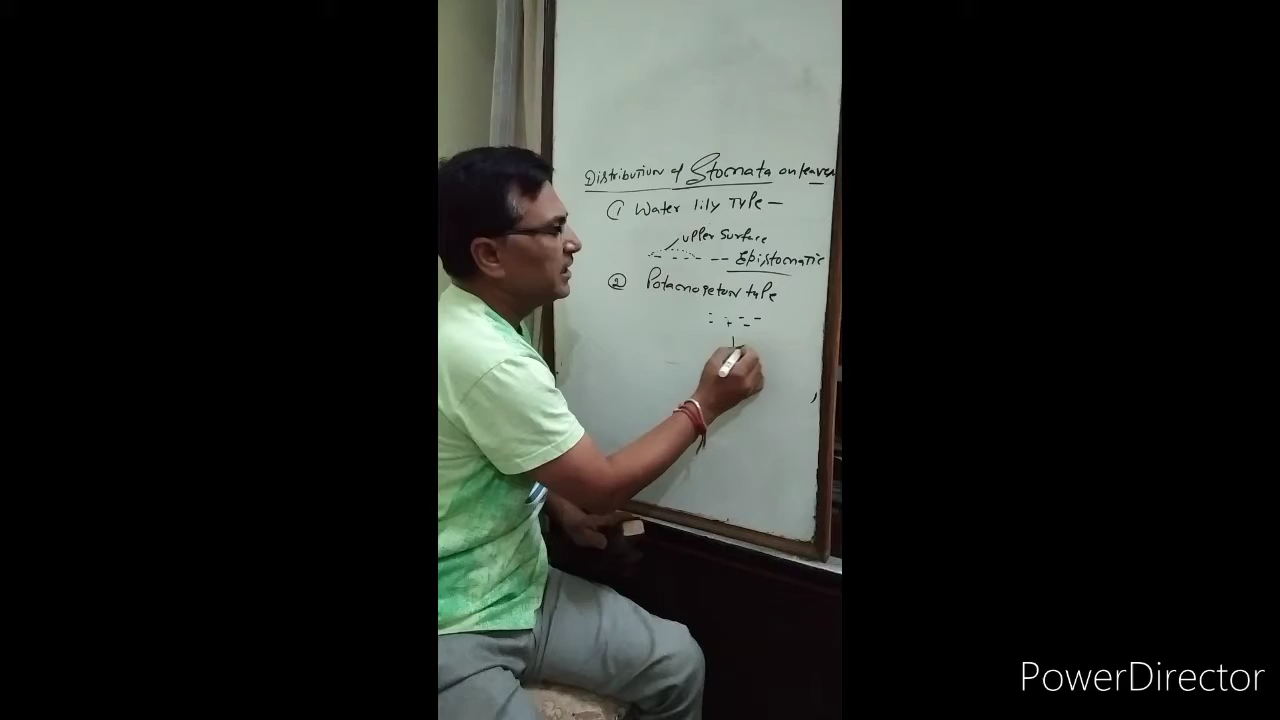 Distribution of Stomata on leaves
① Water lily Type –
upper surface
Epistomatic
② Potamogeton type
PowerDirector